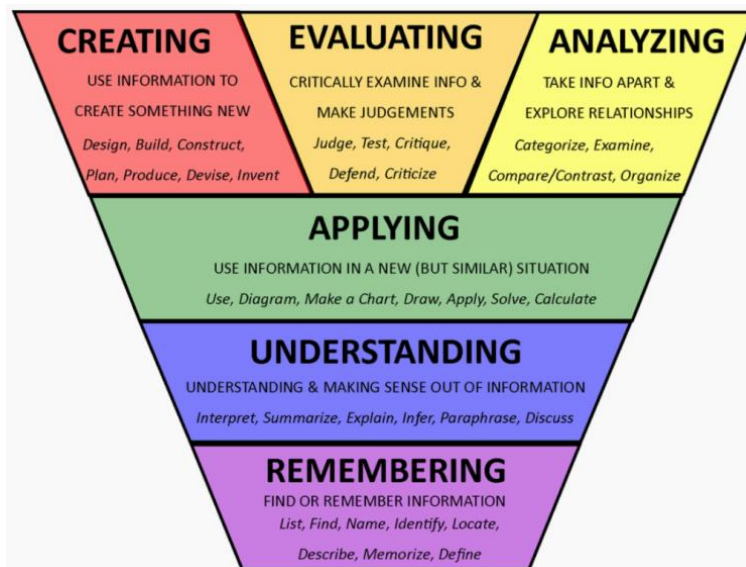 CREATING
USE INFORMATION TO
CREATE SOMETHING NEW
Design, Build, Construct,
Plan, Produce, Devise, Invent
EVALUATING
CRITICALLY EXAMINE INFO &
MAKE JUDGEMENTS
Judge, Test, Critique,
Defend, Criticize
ANALYZING
TAKE INFO APART &
EXPLORE RELATIONSHIPS
Categorize, Examine,
Compare/Contrast, Organize
APPLYING
USE INFORMATION IN A NEW (BUT SIMILAR) SITUATION
Use, Diagram, Make a Chart, Draw, Apply, Solve, Calculate
UNDERSTANDING
UNDERSTANDING & MAKING SENSE OUT OF INFORMATION
Interpret, Summarize, Explain, Infer, Paraphrase, Discuss
REMEMBERING
FIND OR REMEMBER INFORMATION
List, Find, Name, Identify, Locate,
Describe, Memorize, Define